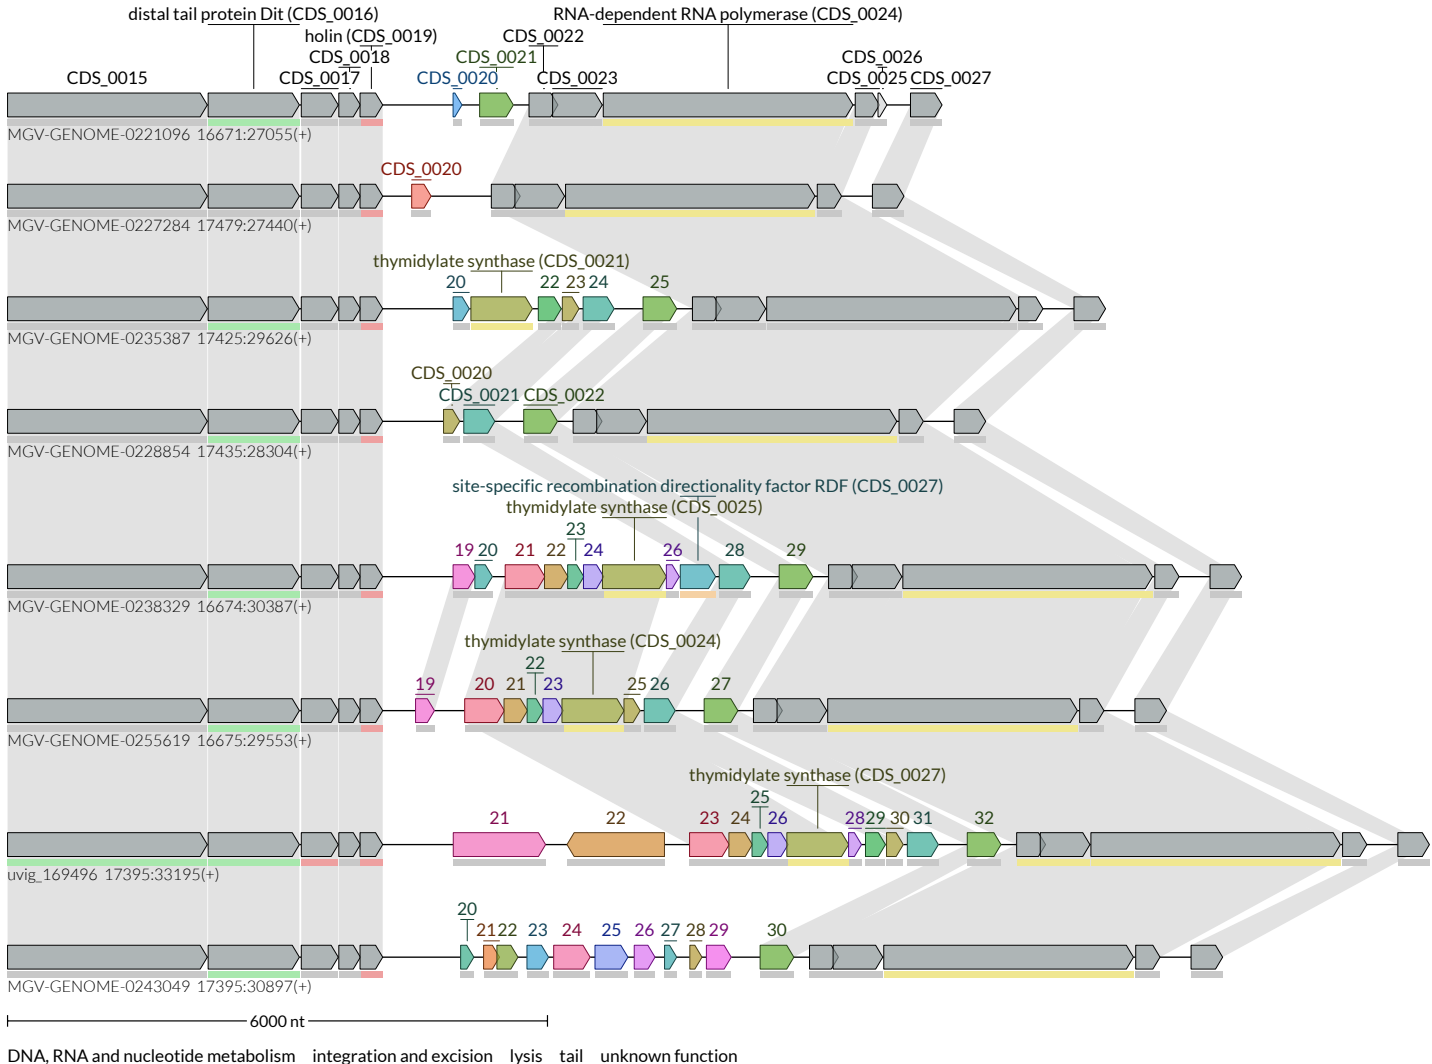 distal tail protein Dit (CDS_0016) RNA-dependent RNA polymerase (CDS_0024)
holin (CDS_0019) CDS_0022
CDS_0018 CDS_0021 CDS_0026
CDS_0015 CDS_0017 CDS_0020 CDS_0023 CDS_0025 CDS_0027
MGV-GENOME-0221096 16671:27055(+)
CDS_0020
MGV-GENOME-0227284 17479:27440(+)
thymidylate synthase (CDS_0021)
20 22 23 24 25
MGV-GENOME-0235387 17425:29626(+)
CDS_0020
CDS_0021 CDS_0022
MGV-GENOME-0228854 17435:28304(+)
site-specific recombination directionality factor RDF (CDS_0027)
thymidylate synthase (CDS_0025)
23
19 20 21 22 24 26 28 29
MGV-GENOME-0238329 16674:30387(+)
thymidylate synthase (CDS_0024)
22
19 20 21 23 25 26 27
MGV-GENOME-0255619 16675:29553(+)
thymidylate synthase (CDS_0027)
25
21 22 23 24 26 28 29 30 31 32
uvig_169496 17395:33195(+)
20
21 22 23 24 25 26 27 28 29 30
MGV-GENOME-0243049 17395:30897(+)
6000 nt
DNA, RNA and nucleotide metabolism integration and excision lysis tail unknown function